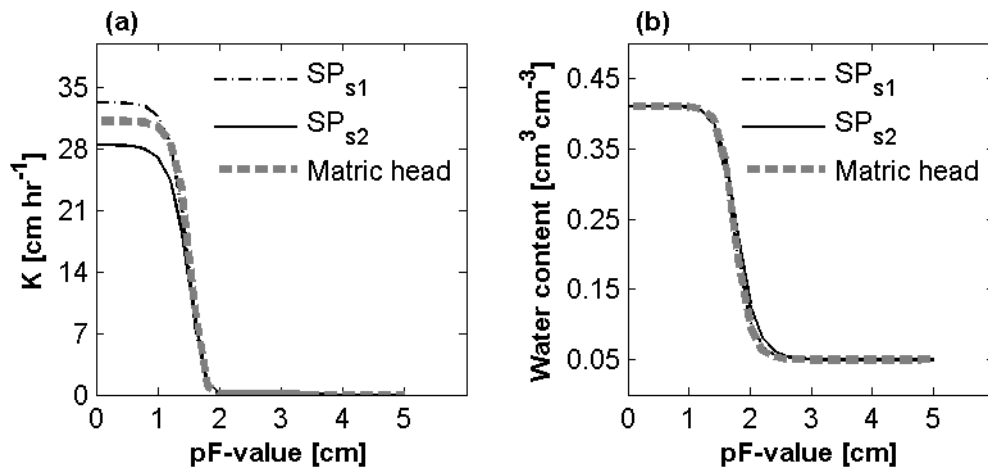 (a)
SPs1
SPs2
Matric head
K [cm hr-1]
35
28
21
14
7
0
0 1 2 3 4 5
pF-value [cm]
(b)
SPs1
SPs2
Matric head
Water content [cm3 cm-3]
0.45
0.35
0.25
0.15
0.05
0 1 2 3 4 5
pF-value [cm]